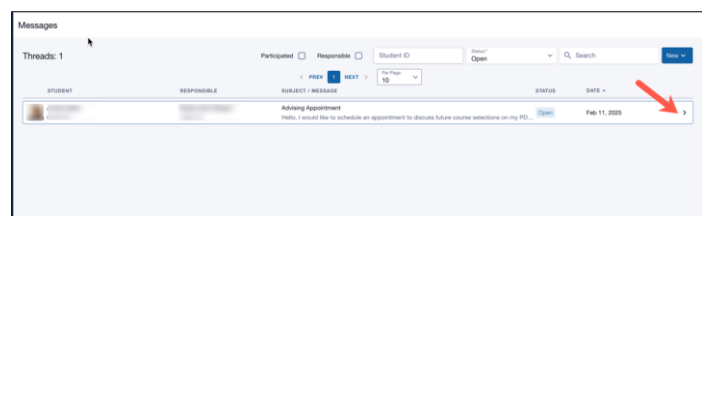 Messages
Threads: 1
Participated
Responsible
Student ID
Status*
Open
Search
New
PREV 1 NEXT
Per Page:
10
STUDENT RESPONSIBLE SUBJECT / MESSAGE STATUS DATE
Advising Appointment
Hello, I would like to schedule an appointment to discuss future course selections on my PD...
Open
Feb 11, 2025